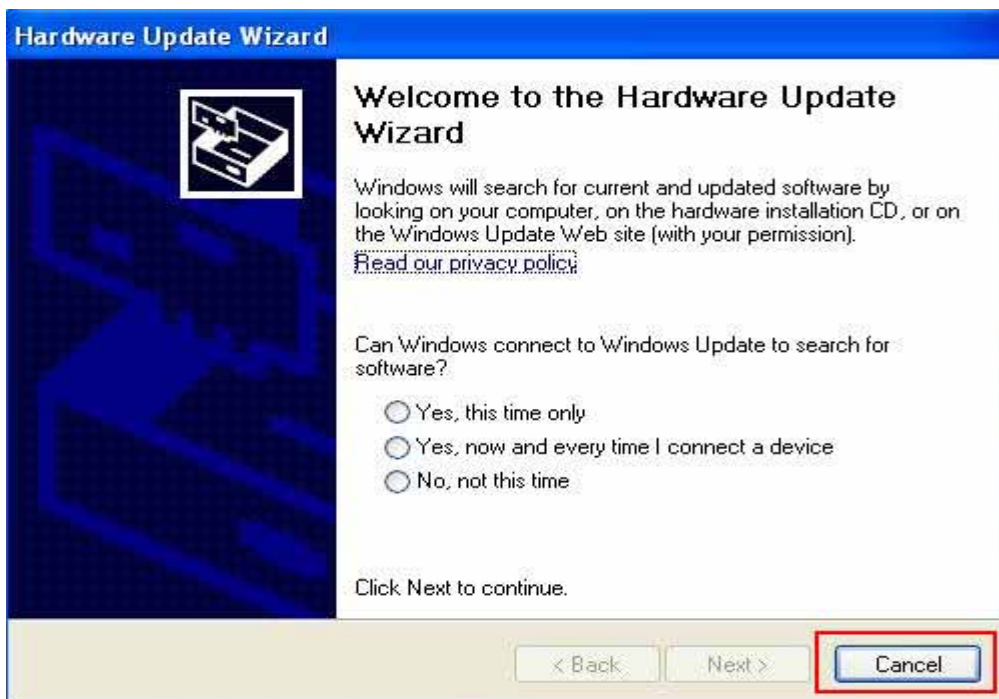 Hardware Update Wizard
Welcome to the Hardware Update
Wizard
Windows will search for current and updated software by
looking on your computer, on the hardware installation CD, or on
the Windows Update Web site (with your permission).
Read our privacy policy
Can Windows connect to Windows Update to search for
software?
Yes, this time only
Yes, now and every time I connect a device
No, not this time
Click Next to continue.
< Back
Next >
Cancel